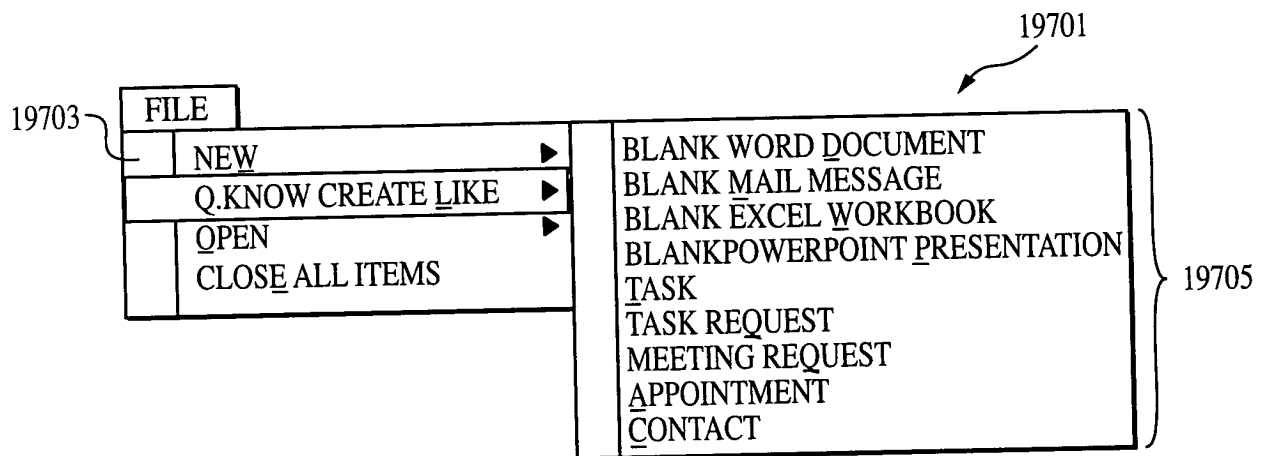 19701
FILE
19703
NEW
Q.KNOW CREATE LIKE
OPEN
CLOSE ALL ITEMS
BLANK WORD DOCUMENT
BLANK MAIL MESSAGE
BLANK EXCEL WORKBOOK
BLANKPOWERPOINT PRESENTATION
TASK
TASK REQUEST
MEETING REQUEST
APPOINTMENT
CONTACT
19705